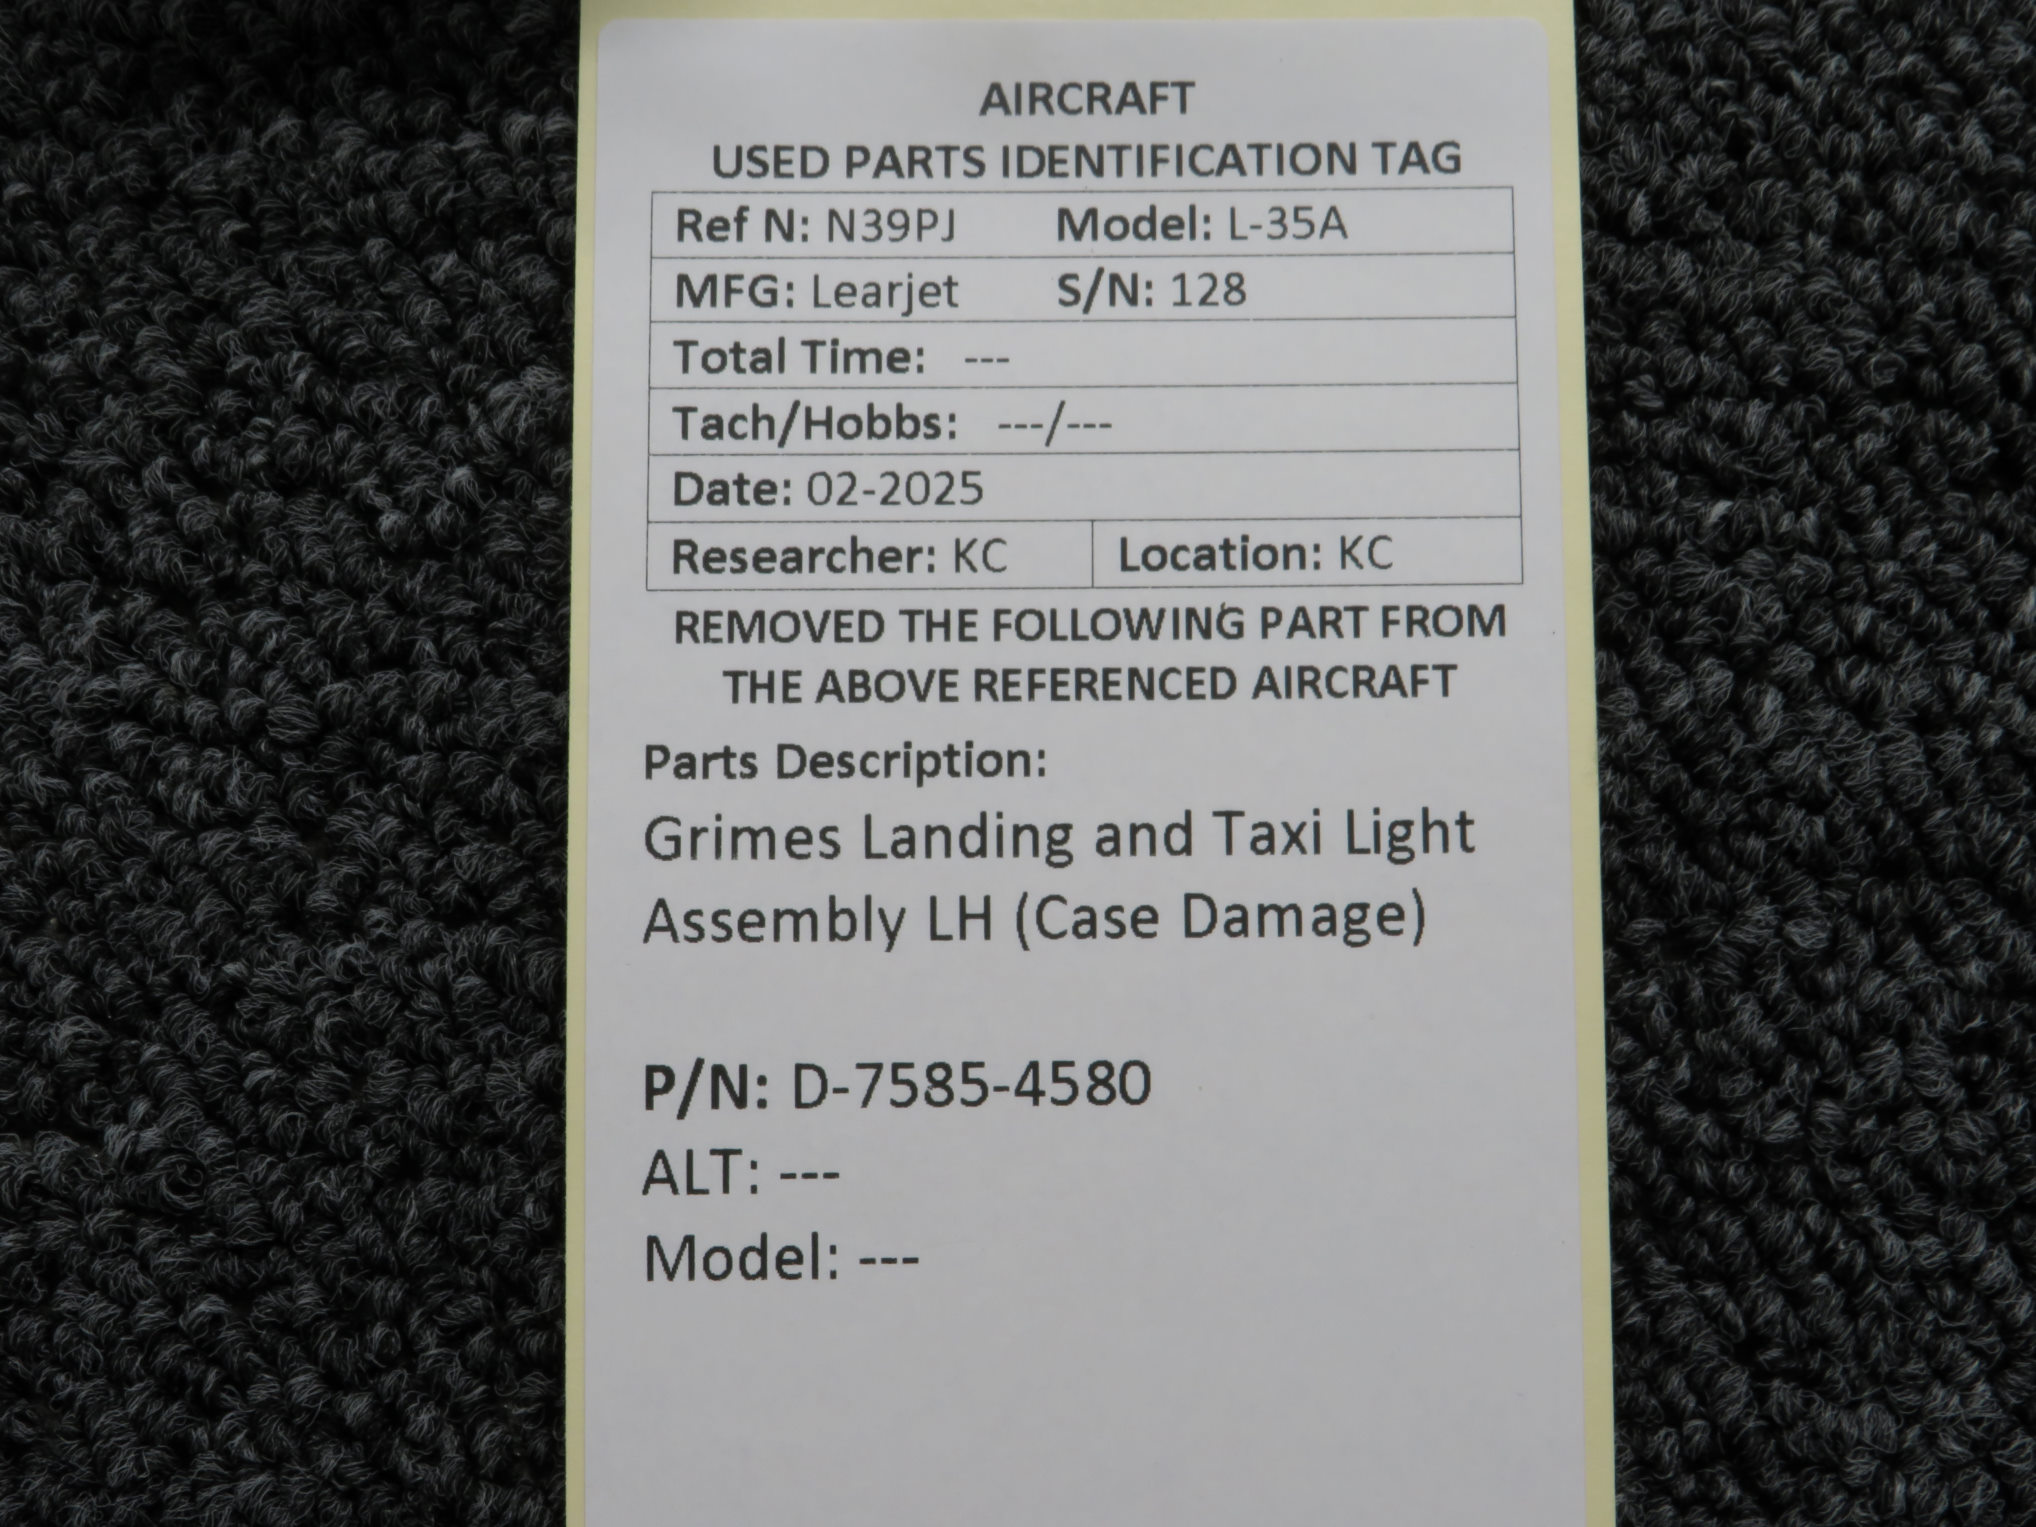 AIRCRAFT
USED PARTS IDENTIFICATION TAG
Ref N: N39PJ Model: L-35A
MFG: Learjet S/N: 128
Total Time: ---
Tach/Hobbs: ---/---
Date: 02-2025
Researcher: KC Location: KC
REMOVED THE FOLLOWING PART FROM
THE ABOVE REFERENCED AIRCRAFT
Parts Description:
Grimes Landing and Taxi Light
Assembly LH (Case Damage)
P/N: D-7585-4580
ALT: ---
Model: ---